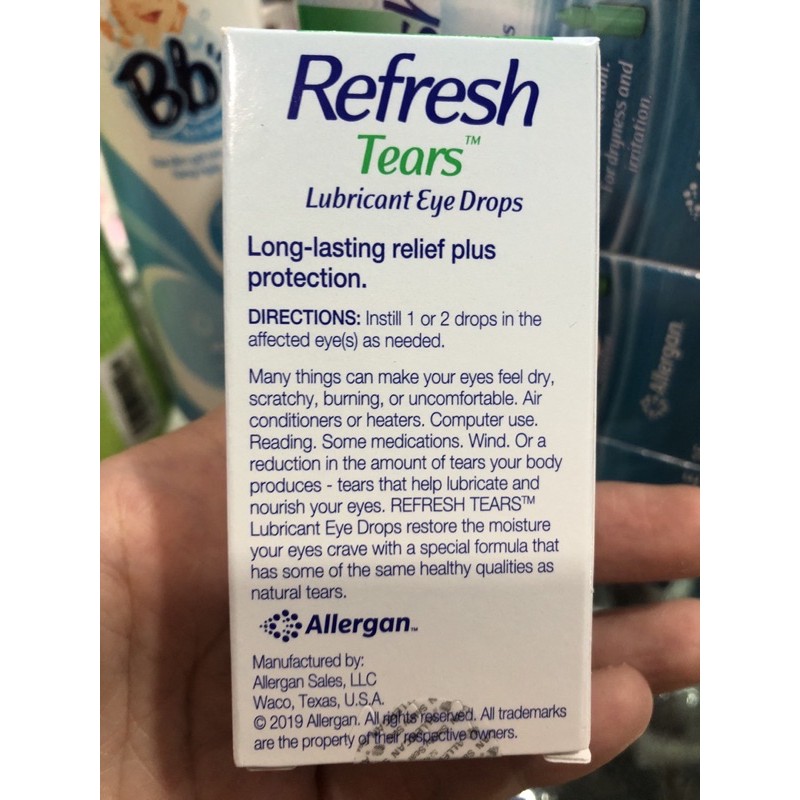 Refresh
Tears™
Lubricant Eye Drops
Long-lasting relief plus
protection.
DIRECTIONS: Instill 1 or 2 drops in the
affected eye(s) as needed.
Many things can make your eyes feel dry,
scratchy, burning, or uncomfortable. Air
conditioners or heaters. Computer use.
Reading. Some medications. Wind. Or a
reduction in the amount of tears your body
produces - tears that help lubricate and
nourish your eyes. REFRESH TEARS™
Lubricant Eye Drops restore the moisture
your eyes crave with a special formula that
has some of the same healthy qualities as
natural tears.
Allergan™
Manufactured by:
Allergan Sales, LLC
Waco, Texas, U.S.A.
© 2019 Allergan. All rights reserved. All trademarks
are the property of their respective owners.
For dryness and
irritation.
Allergan